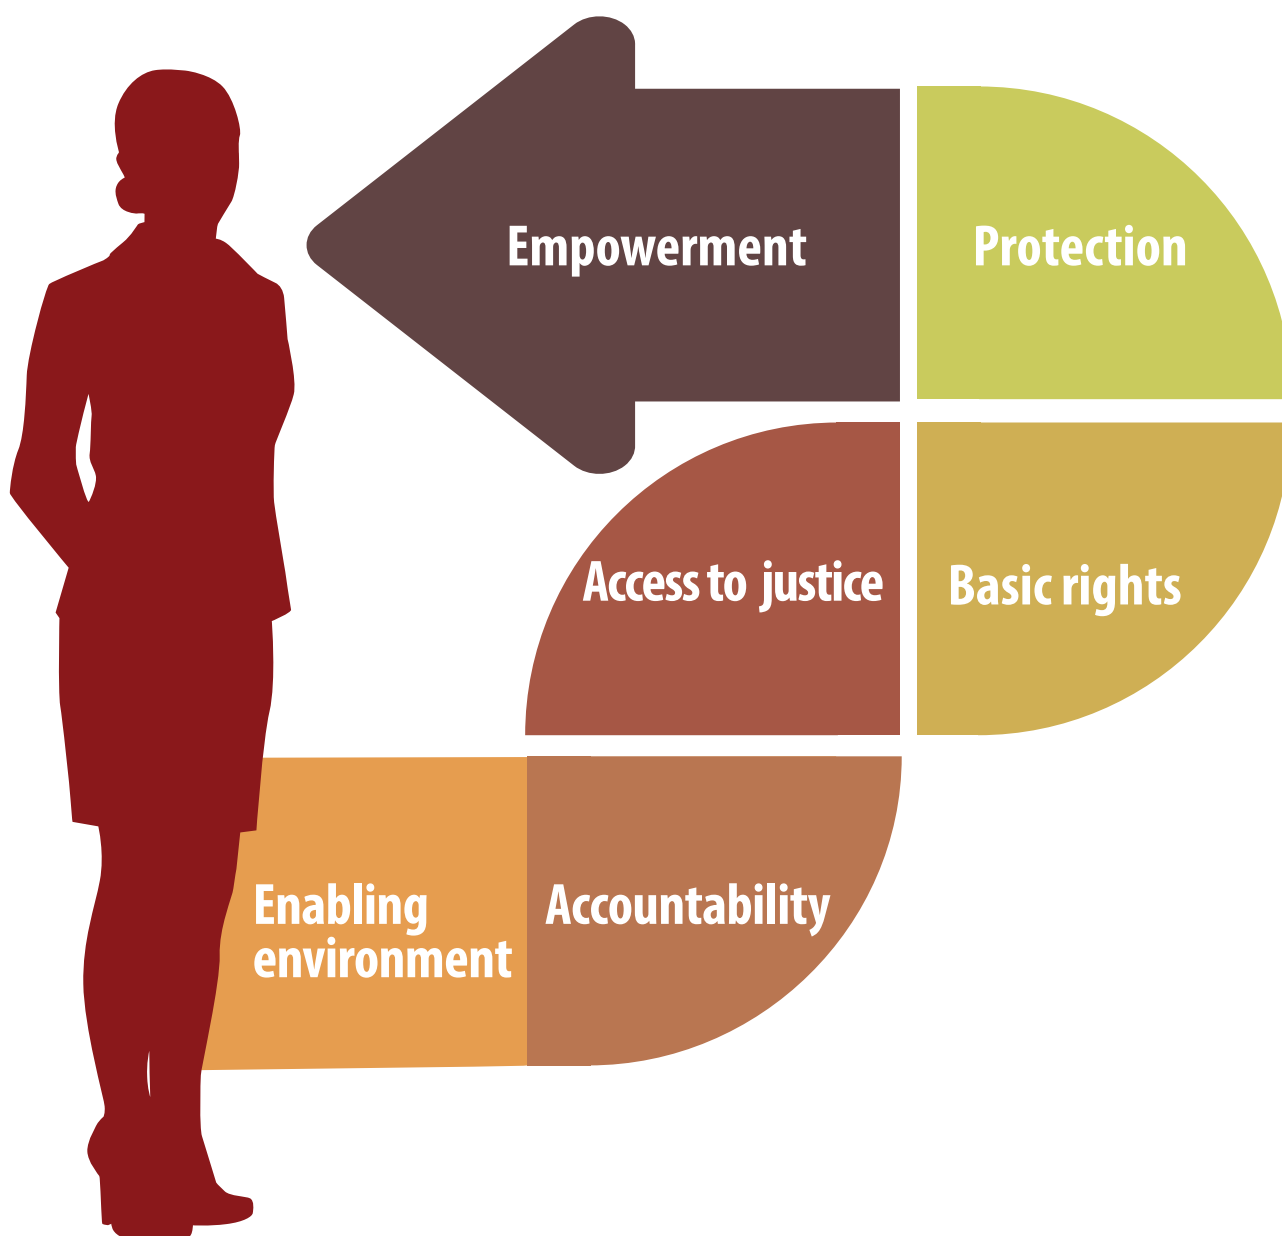 Empowerment
Protection
Access to justice
Basic rights
Enabling
environment
Accountability